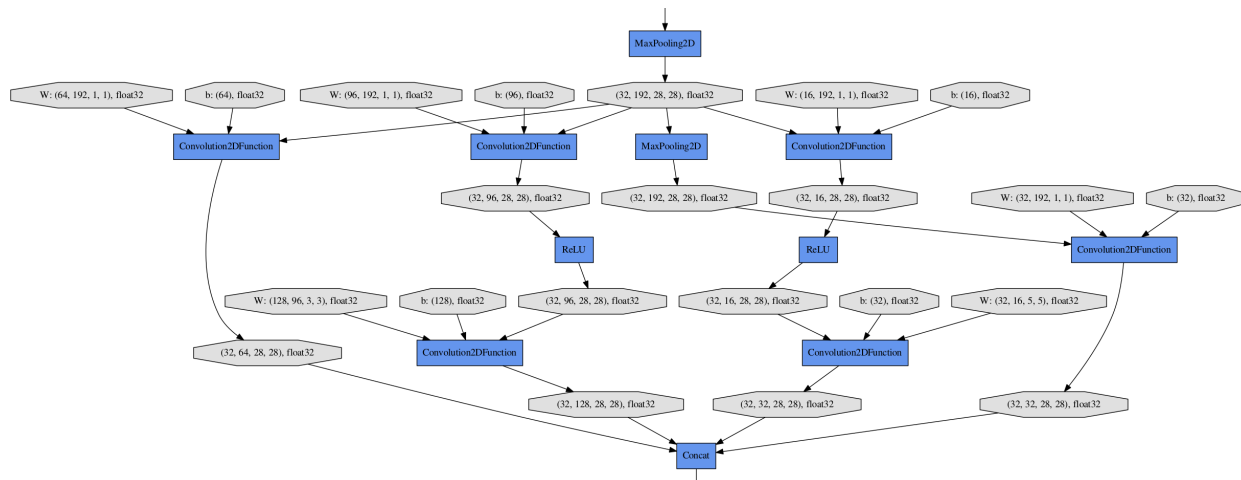 MaxPooling2D
W: (64, 192, 1, 1), float32
b: (64), float32
W: (96, 192, 1, 1), float32
b: (96), float32
(32, 192, 28, 28), float32
W: (16, 192, 1, 1), float32
b: (16), float32
Convolution2DFunction
Convolution2DFunction
MaxPooling2D
Convolution2DFunction
(32, 96, 28, 28), float32
(32, 192, 28, 28), float32
(32, 16, 28, 28), float32
W: (32, 192, 1, 1), float32
b: (32), float32
ReLU
ReLU
Convolution2DFunction
W: (128, 96, 3, 3), float32
b: (128), float32
(32, 96, 28, 28), float32
(32, 16, 28, 28), float32
b: (32), float32
W: (32, 16, 5, 5), float32
(32, 64, 28, 28), float32
Convolution2DFunction
Convolution2DFunction
(32, 128, 28, 28), float32
(32, 32, 28, 28), float32
(32, 32, 28, 28), float32
Concat